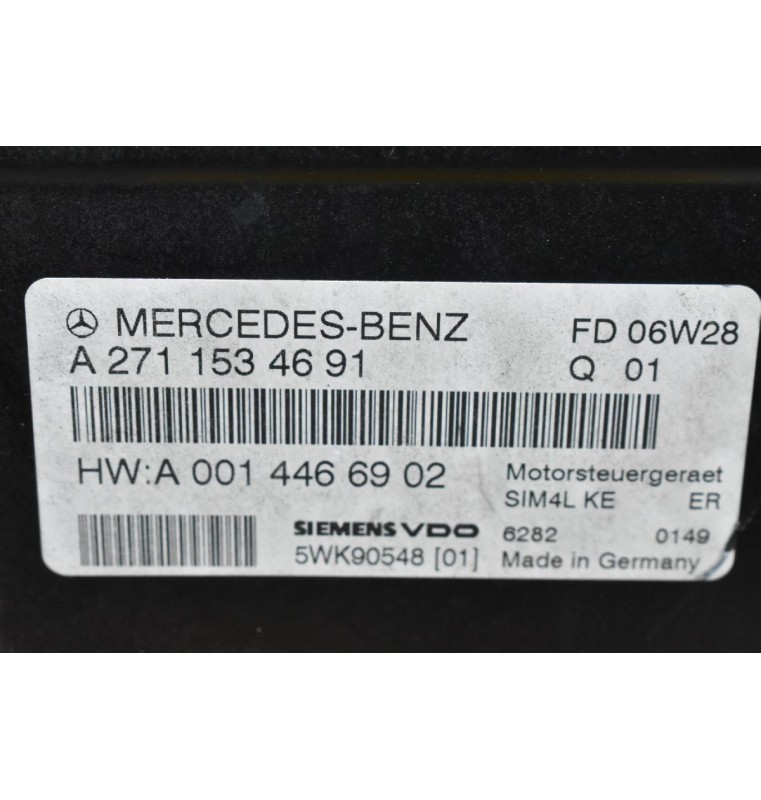 MERCEDES-BENZ FD 06W28
A 271 153 46 91 Q 01
HW:A 001 446 69 02 Motorsteuergeraet
SIM4L KE ER
SIEMENS VDO 6282 0149
5WK90548 [01] Made in Germany